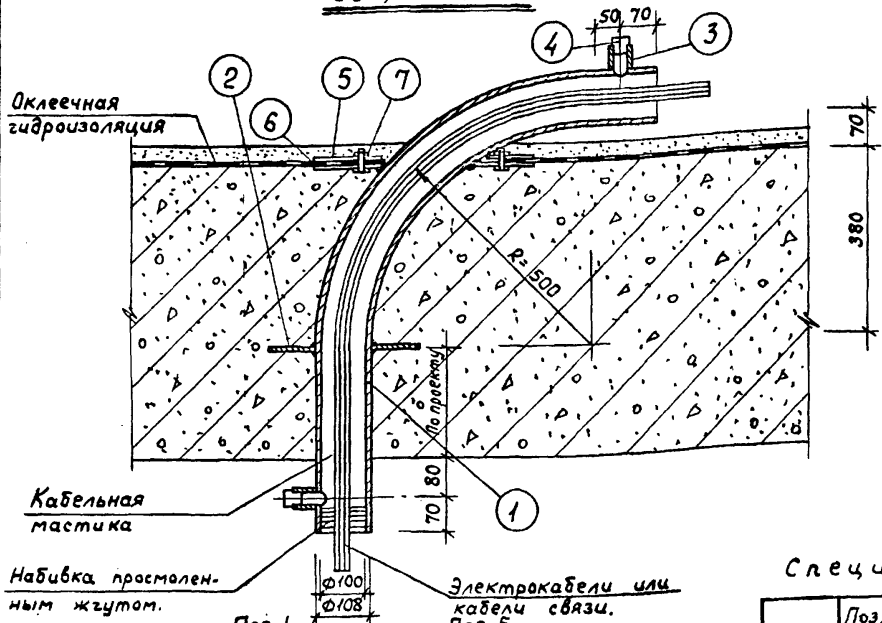 50 70
4 3
2 5 7
Оклеечная
гидроизоляция
6
70
380
R=500
По проекту
80
70
1
Кабельная
мастика
Набивка просмолен-
ным жгутом.
ф100
ф108
Электрокабели или
кабели связи.
Специ
Поз.